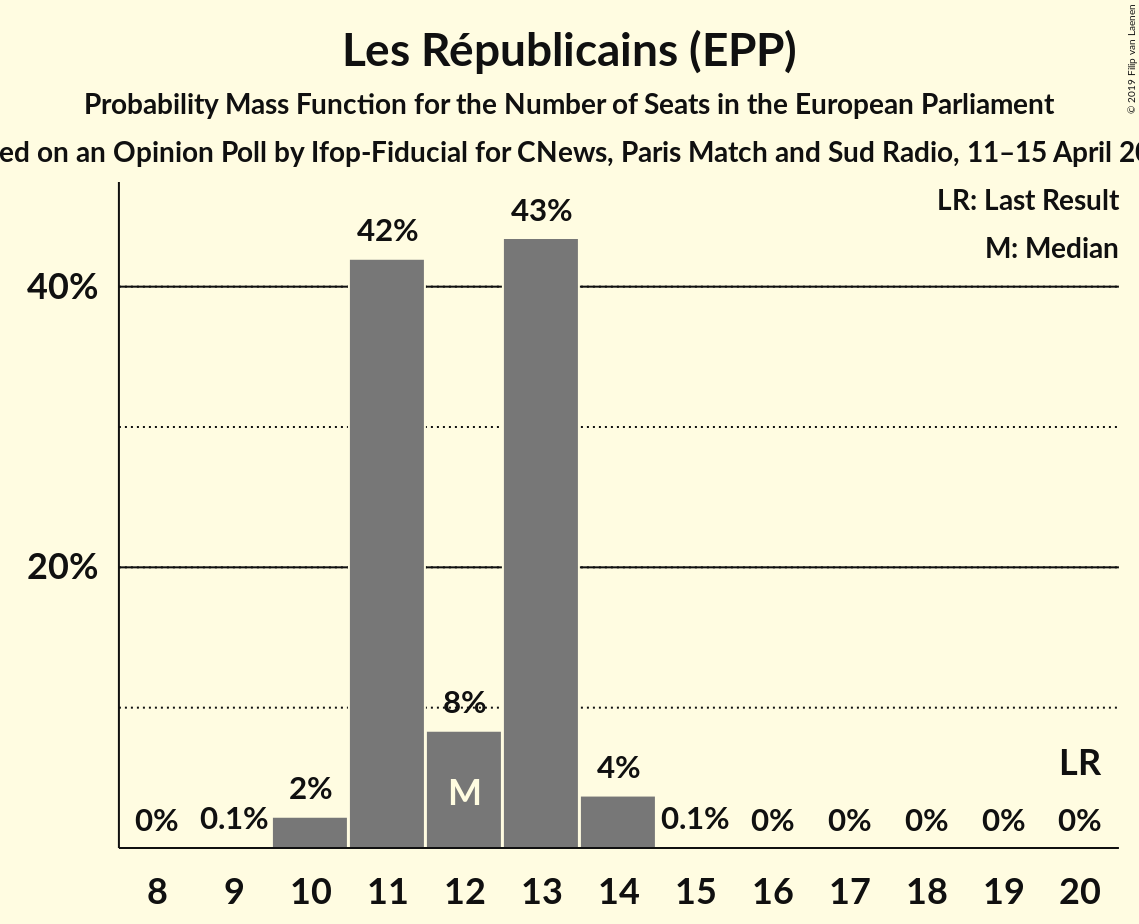 Les Républicains (EPP)
Probability Mass Function for the Number of Seats in the European Parliament
on an Opinion Poll by Ifop-Fiducial for CNews, Paris Match and Sud Radio, 11–15 April
© 2019 Filip van Laenen
LR: Last Result
M: Median
43%
42%
40%
20%
8%
M
4%
2%
LR
0% 0.1% 0.1% 0% 0% 0% 0% 0%
8 9 10 11 12 13 14 15 16 17 18 19 20